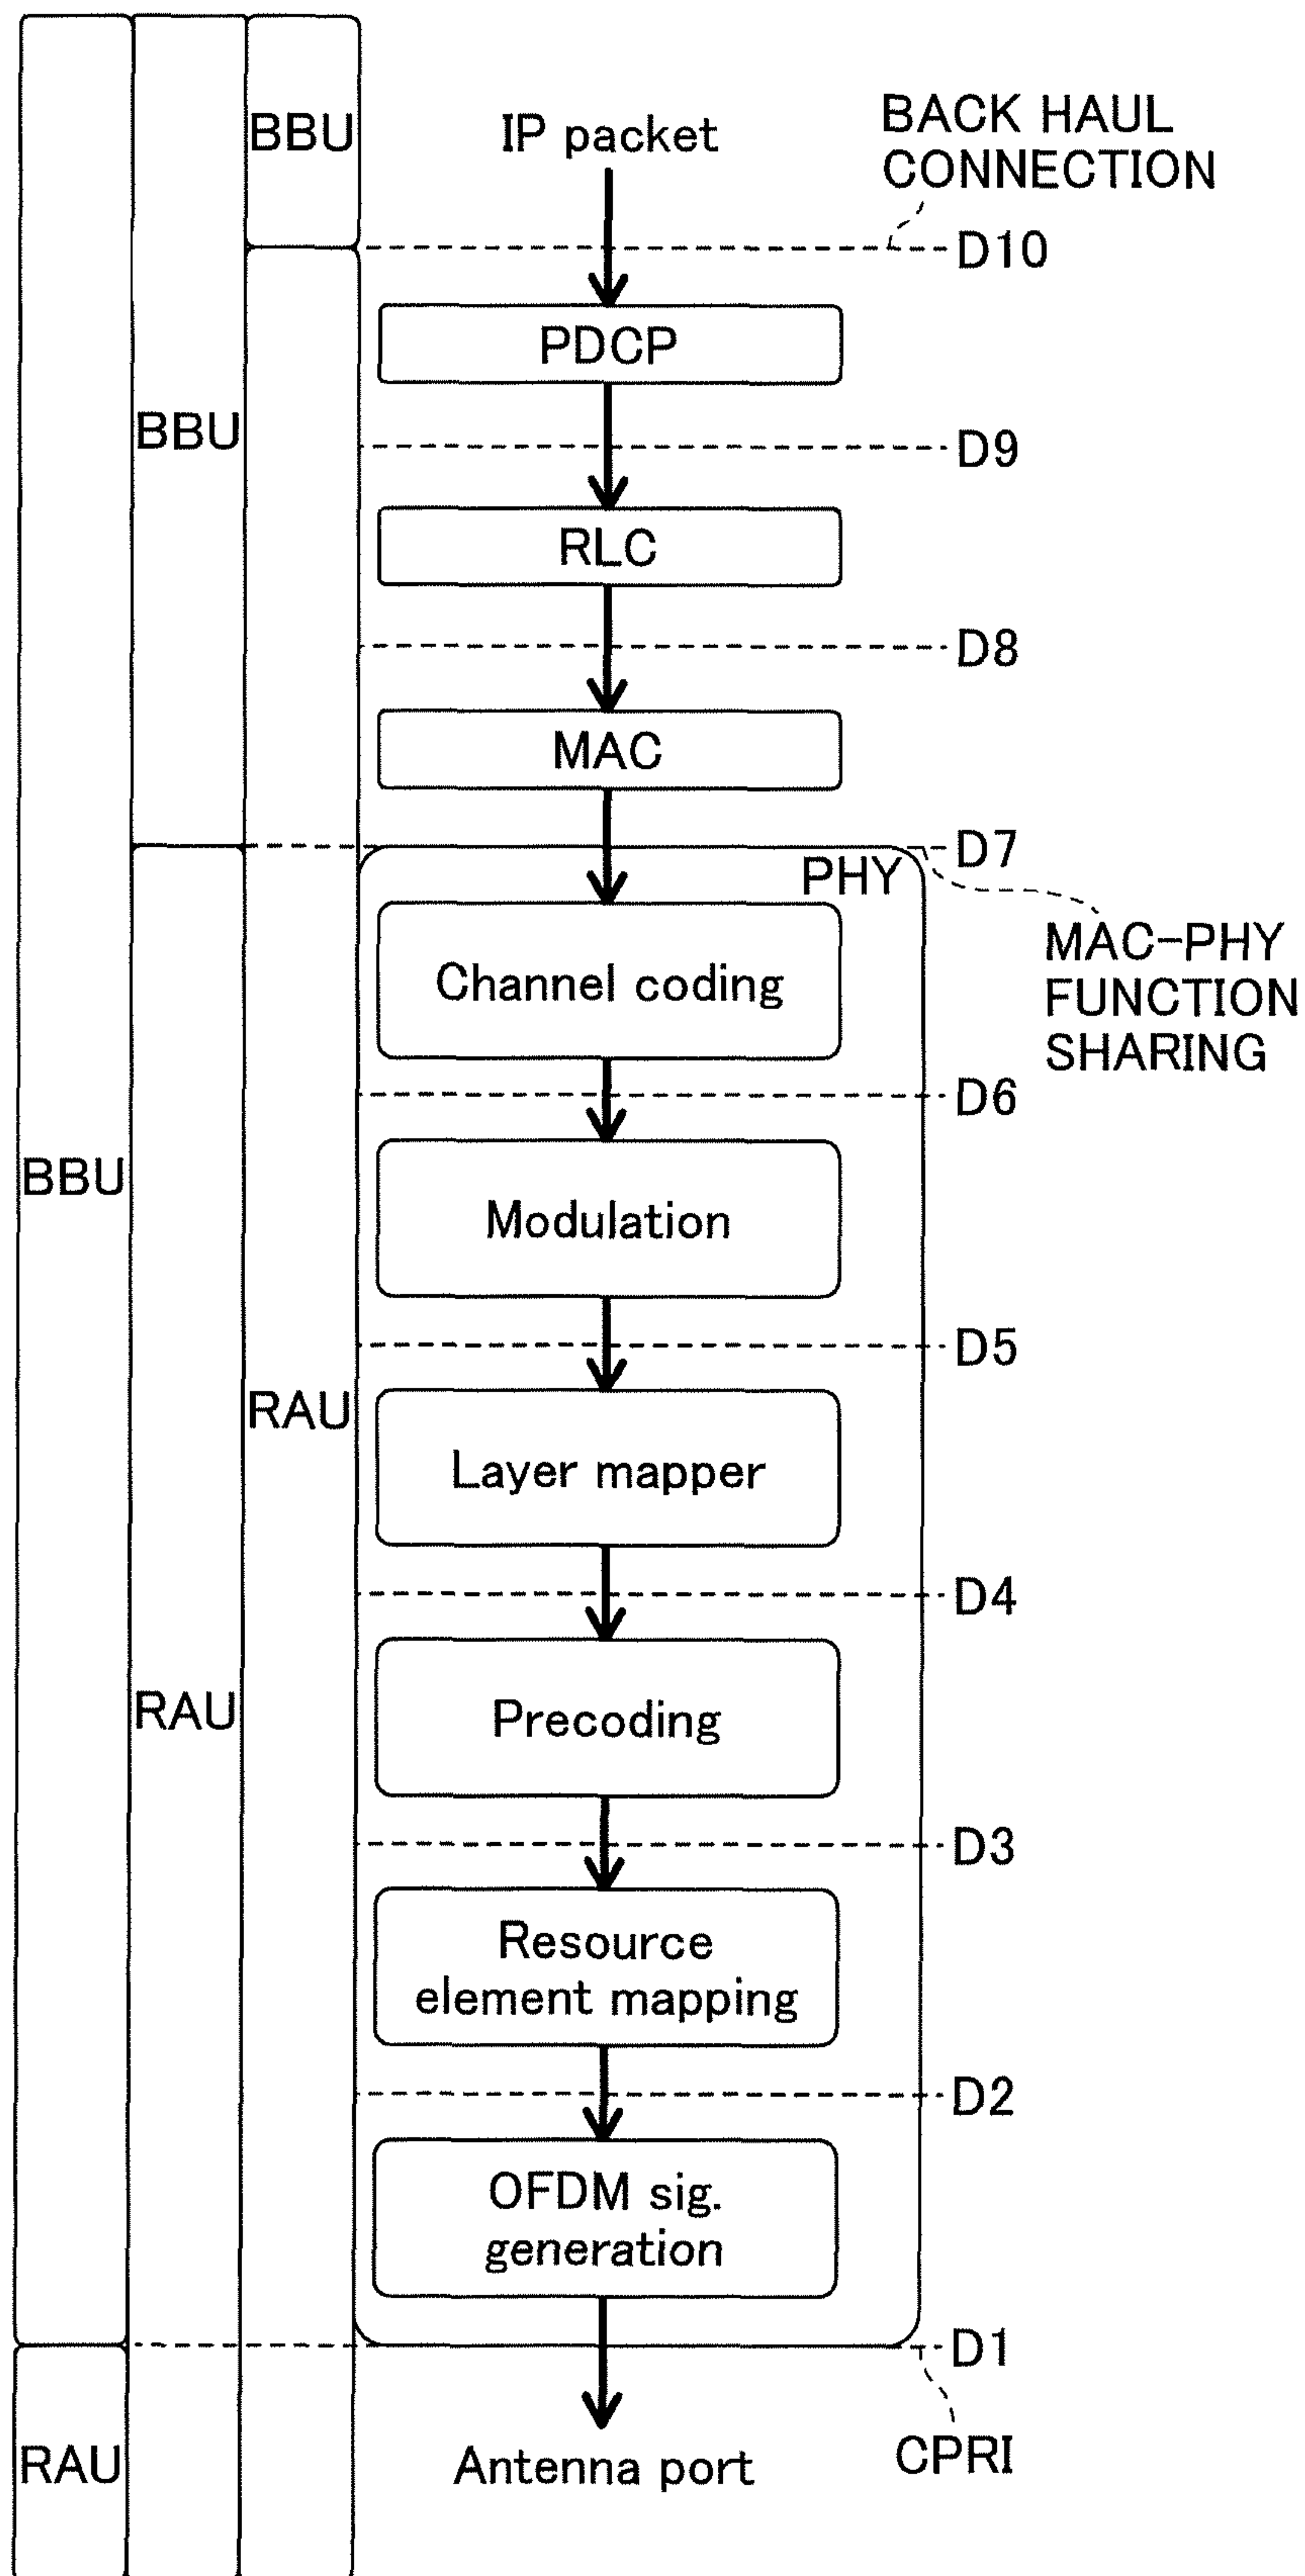 BBU
IP packet
BACK HAUL
CONNECTION
D10
PDCP
BBU
D9
RLC
D8
MAC
D7
PHY
MAC-PHY
FUNCTION
SHARING
Channel coding
D6
BBU
Modulation
D5
RAU
Layer mapper
D4
RAU
Precoding
D3
Resource
element mapping
D2
OFDM sig.
generation
D1
RAU
Antenna port
CPRI